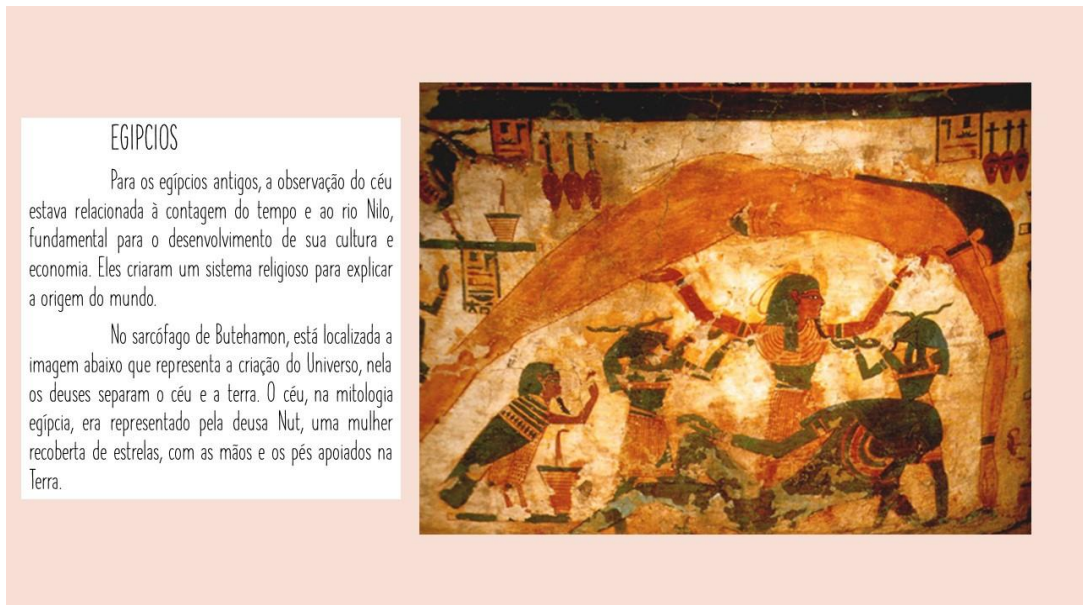 EGIPCIOS
Para os egípcios antigos, a observação do céu
estava relacionada à contagem do tempo e ao rio Nilo,
fundamental para o desenvolvimento de sua cultura e
economia. Eles criaram um sistema religioso para explicar
a origem do mundo.
No sarcófago de Butehamon, está localizada a
imagem abaixo que representa a criação do Universo, nela
os deuses separam o céu e a terra. O céu, na mitologia
egípcia, era representado pela deusa Nut, uma mulher
recoberta de estrelas, com as mãos e os pés apoiados na
Terra.